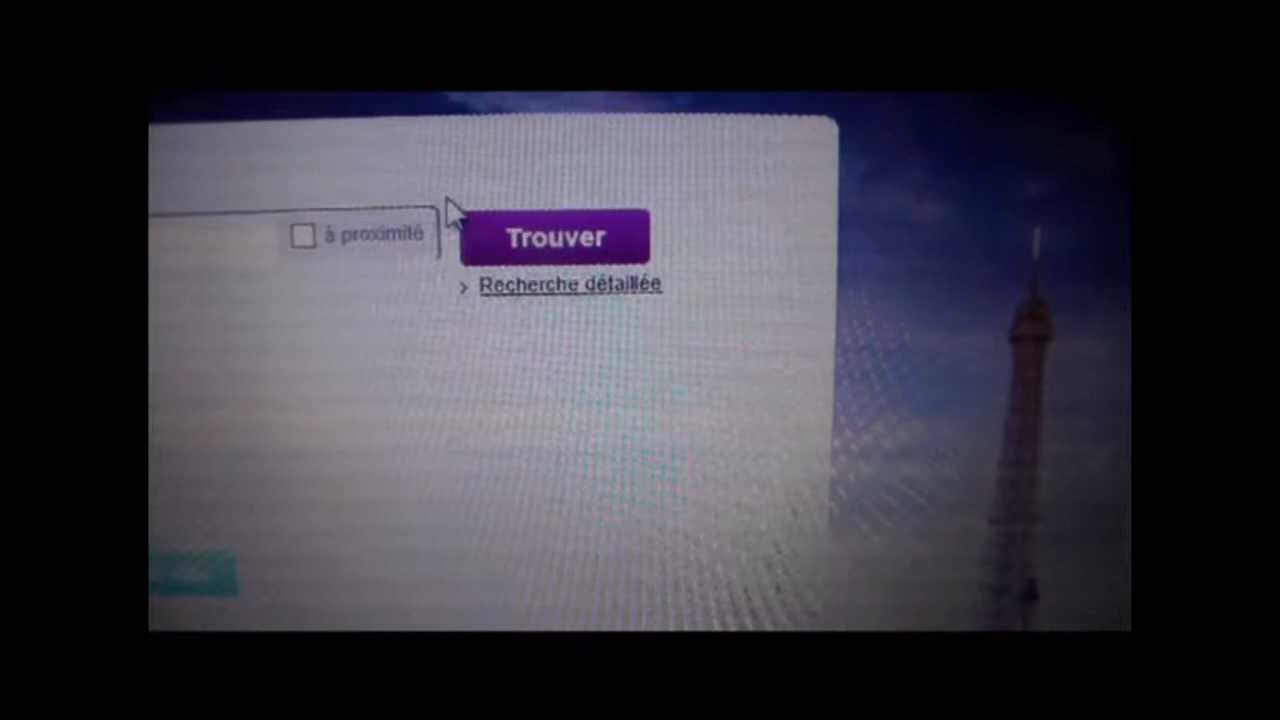 à proximité
Trouver
› Recherche détaillée